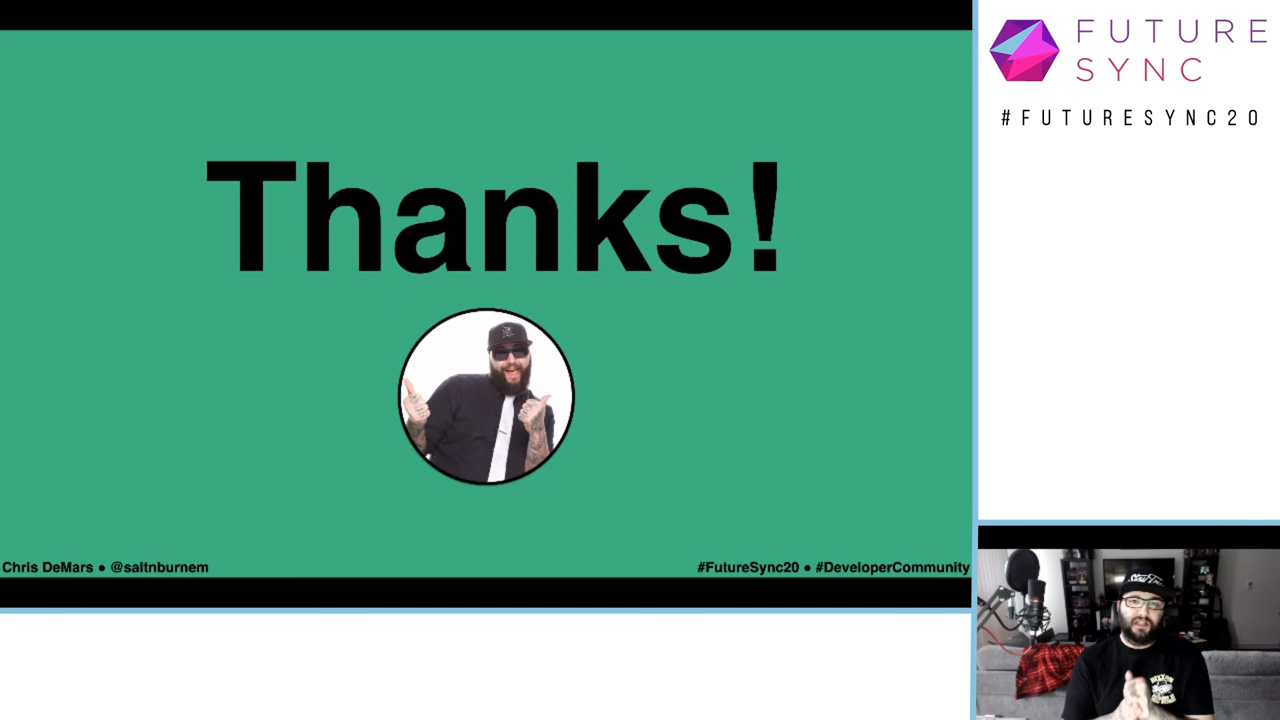 Thanks!
Chris DeMars ● @saltnburnem
#FutureSync20 ● #DeveloperCommunity
FUTURE
SYNC
#FUTURESYNC20